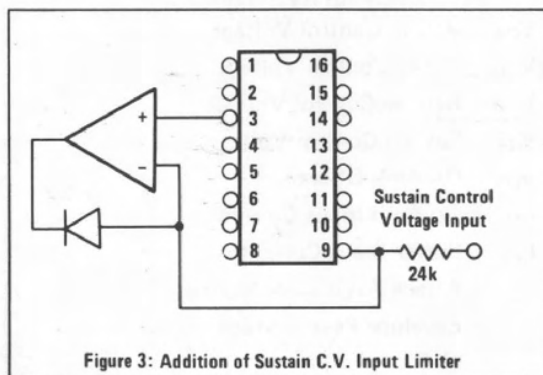 1 16
2 15
3 14
4 13
5 12
6 11
7 10
8 9
+
−
Sustain Control
Voltage Input
24k
Figure 3: Addition of Sustain C.V. Input Limiter